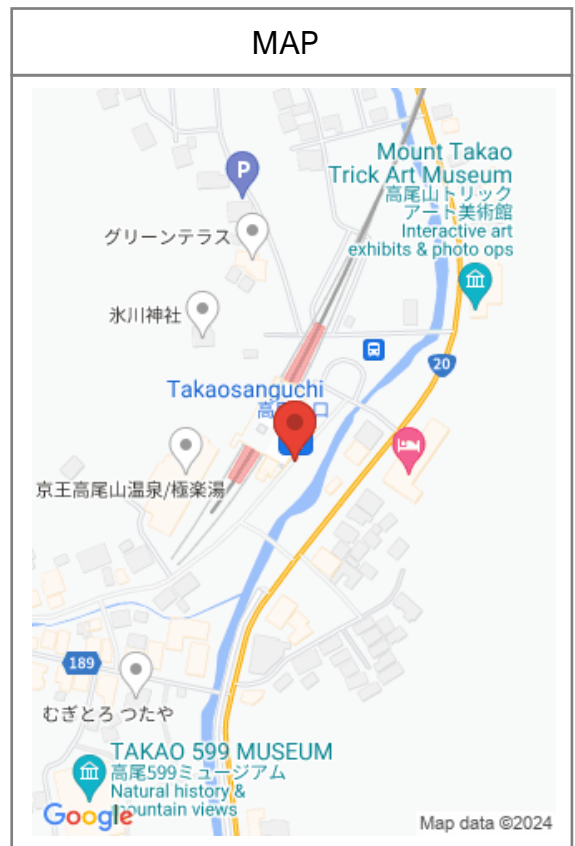 MAP
P
Mount Takao
Trick Art Museum
高尾山トリック
アート美術館
Interactive art
exhibits & photo ops
グリーンテラス
氷川神社
20
Takaosanguchi
京王高尾山温泉/極楽湯
189
むぎとろ つたや
TAKAO 599 MUSEUM
高尾599ミュージアム
Natural history &
mountain views
Google
Map data ©2024